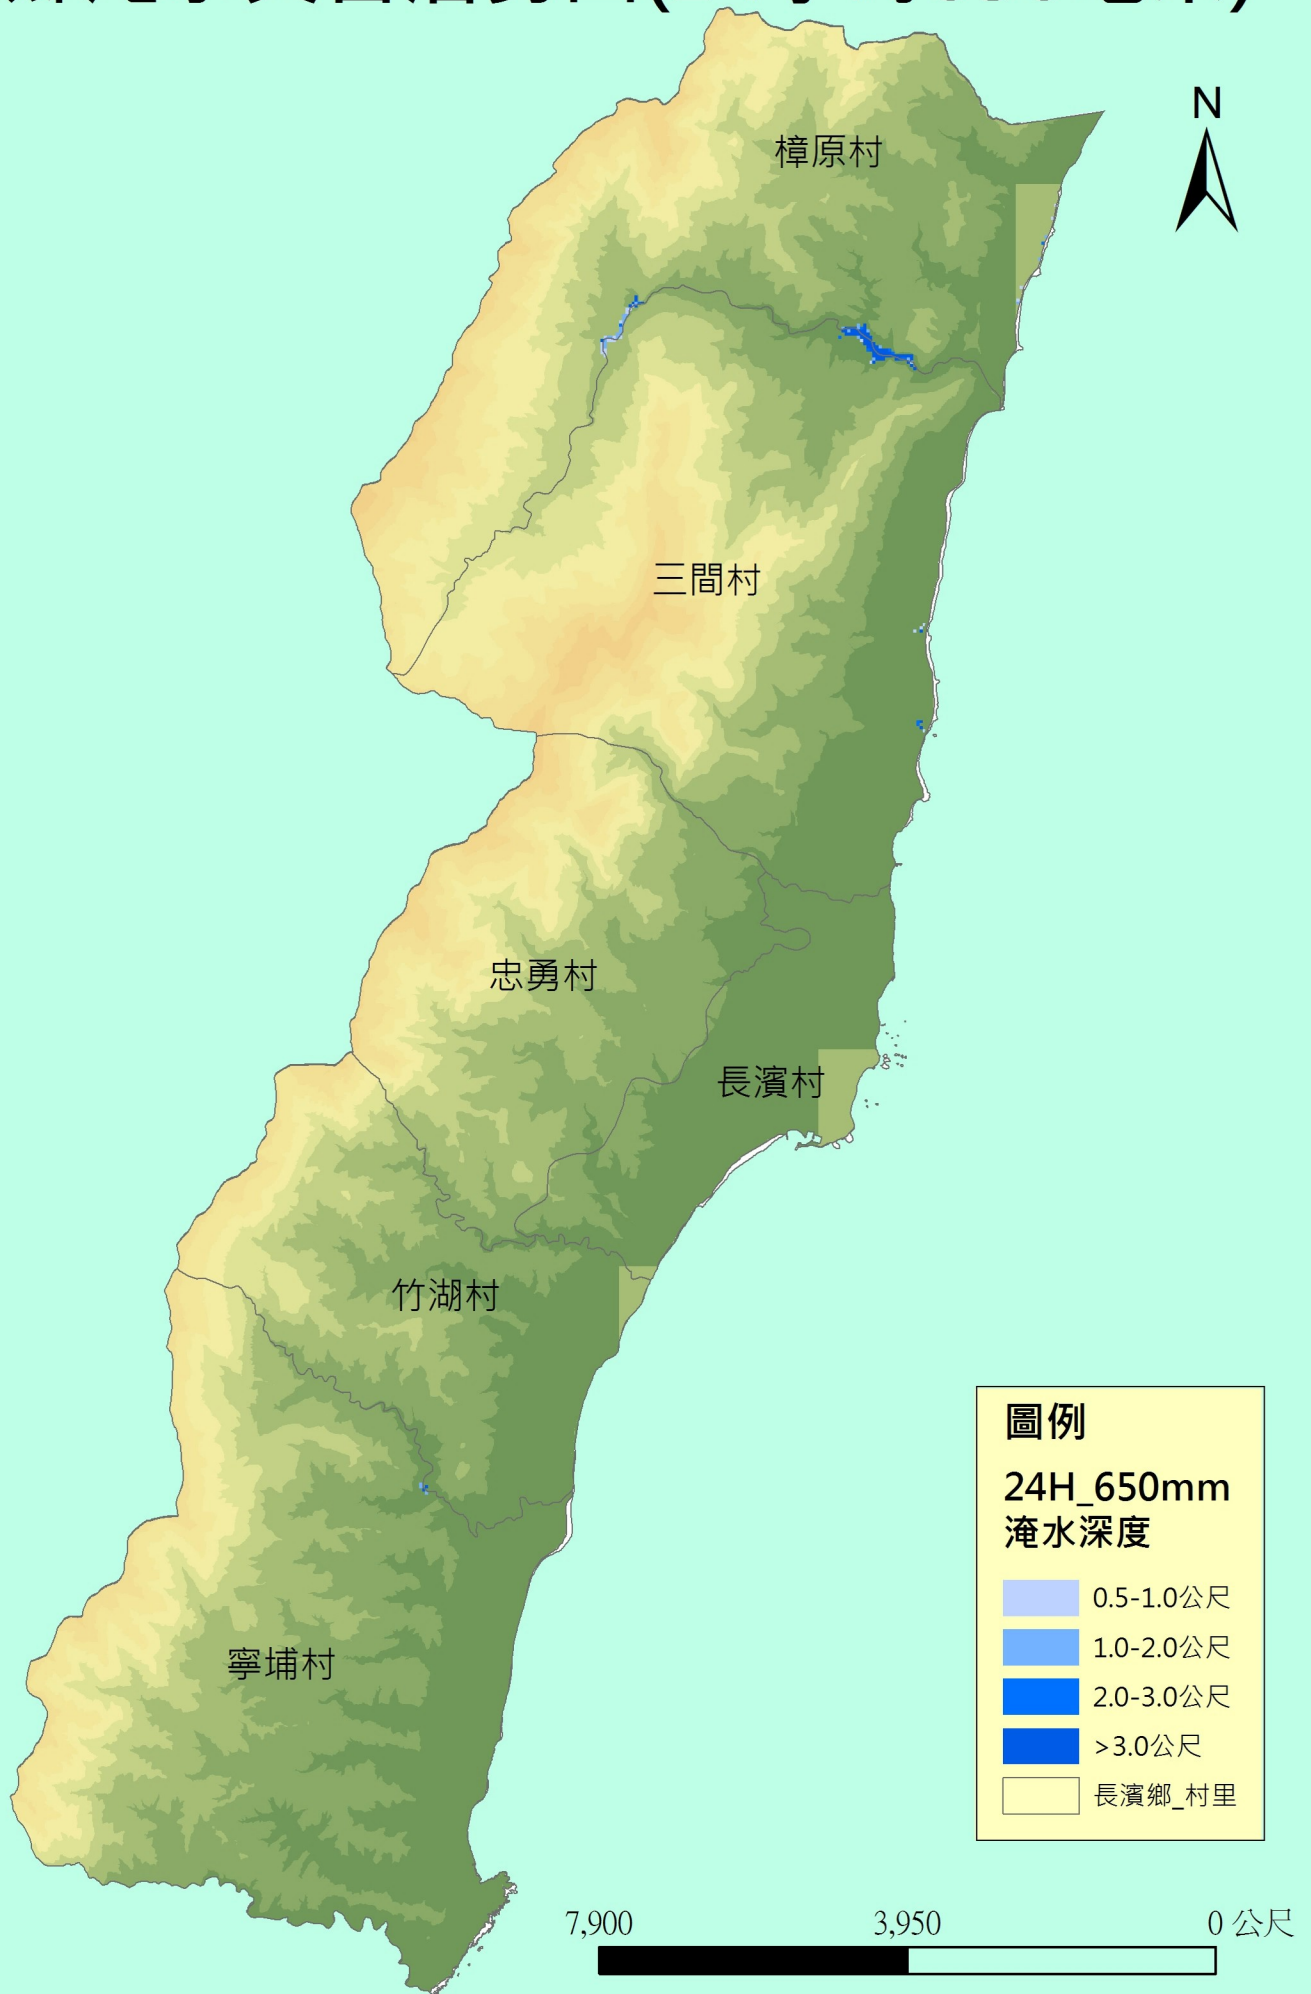 N
樟原村
三間村
忠勇村
長濱村
竹湖村
寧埔村
圖例
24H_650mm
淹水深度
0.5-1.0公尺
1.0-2.0公尺
2.0-3.0公尺
>3.0公尺
長濱鄉_村里
7,900 3,950 0 公尺